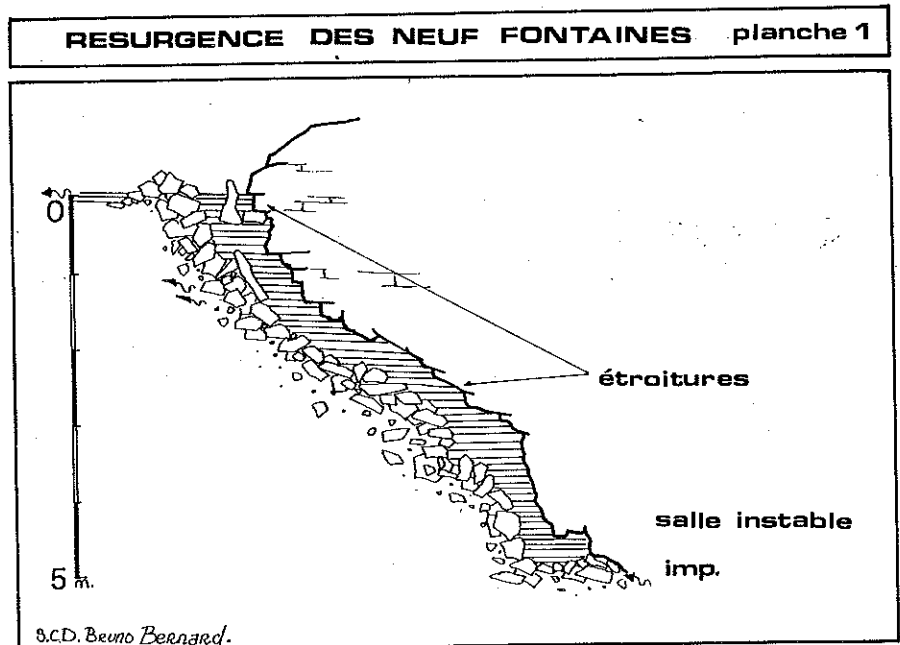 RESURGENCE DES NEUF FONTAINES planche 1
0
étroitures
salle instable
imp.
5 m.
S.C.D. Bruno Bernard.